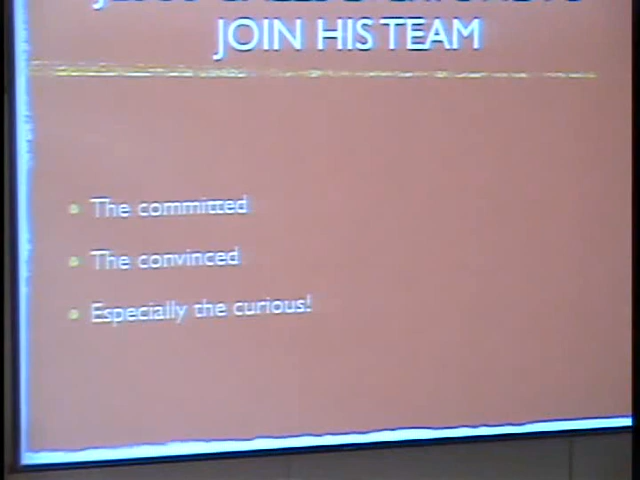 JOIN HIS TEAM
The committed
The convinced
Especially the curious!